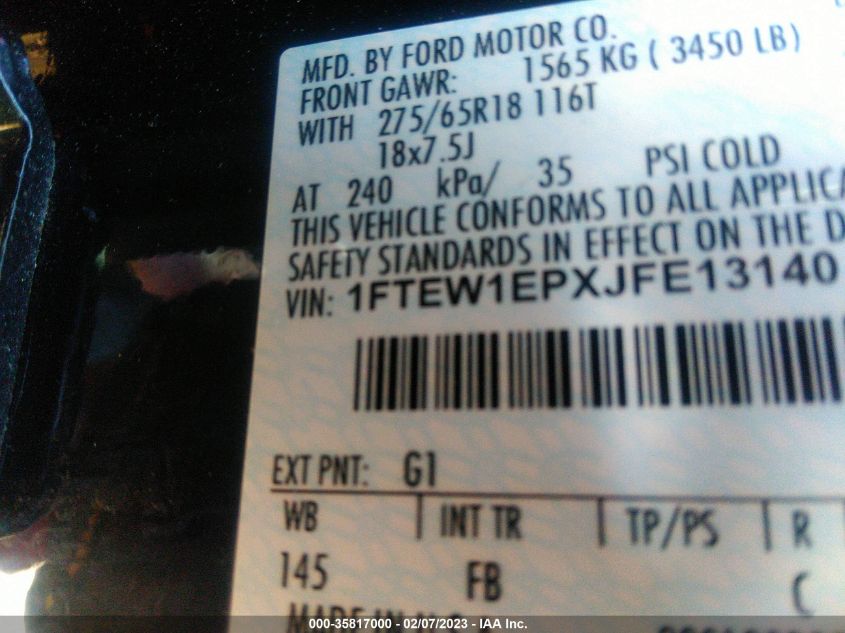 MFD. BY FORD MOTOR CO.
FRONT GAWR: 1565 KG ( 3450 LB)
WITH 275/65R18 116T
18x7.5J
AT 240 kPa/ 35 PSI COLD
THIS VEHICLE CONFORMS TO ALL
SAFETY STANDARDS IN EFFECT ON THE
VIN: 1FTEW1EPXJFE13140
EXT PNT: G1
WB INT TR TP/PS R
145 FB C
MADE IN U.S.A.
000-35817000 - 02/07/2023 - IAA Inc.